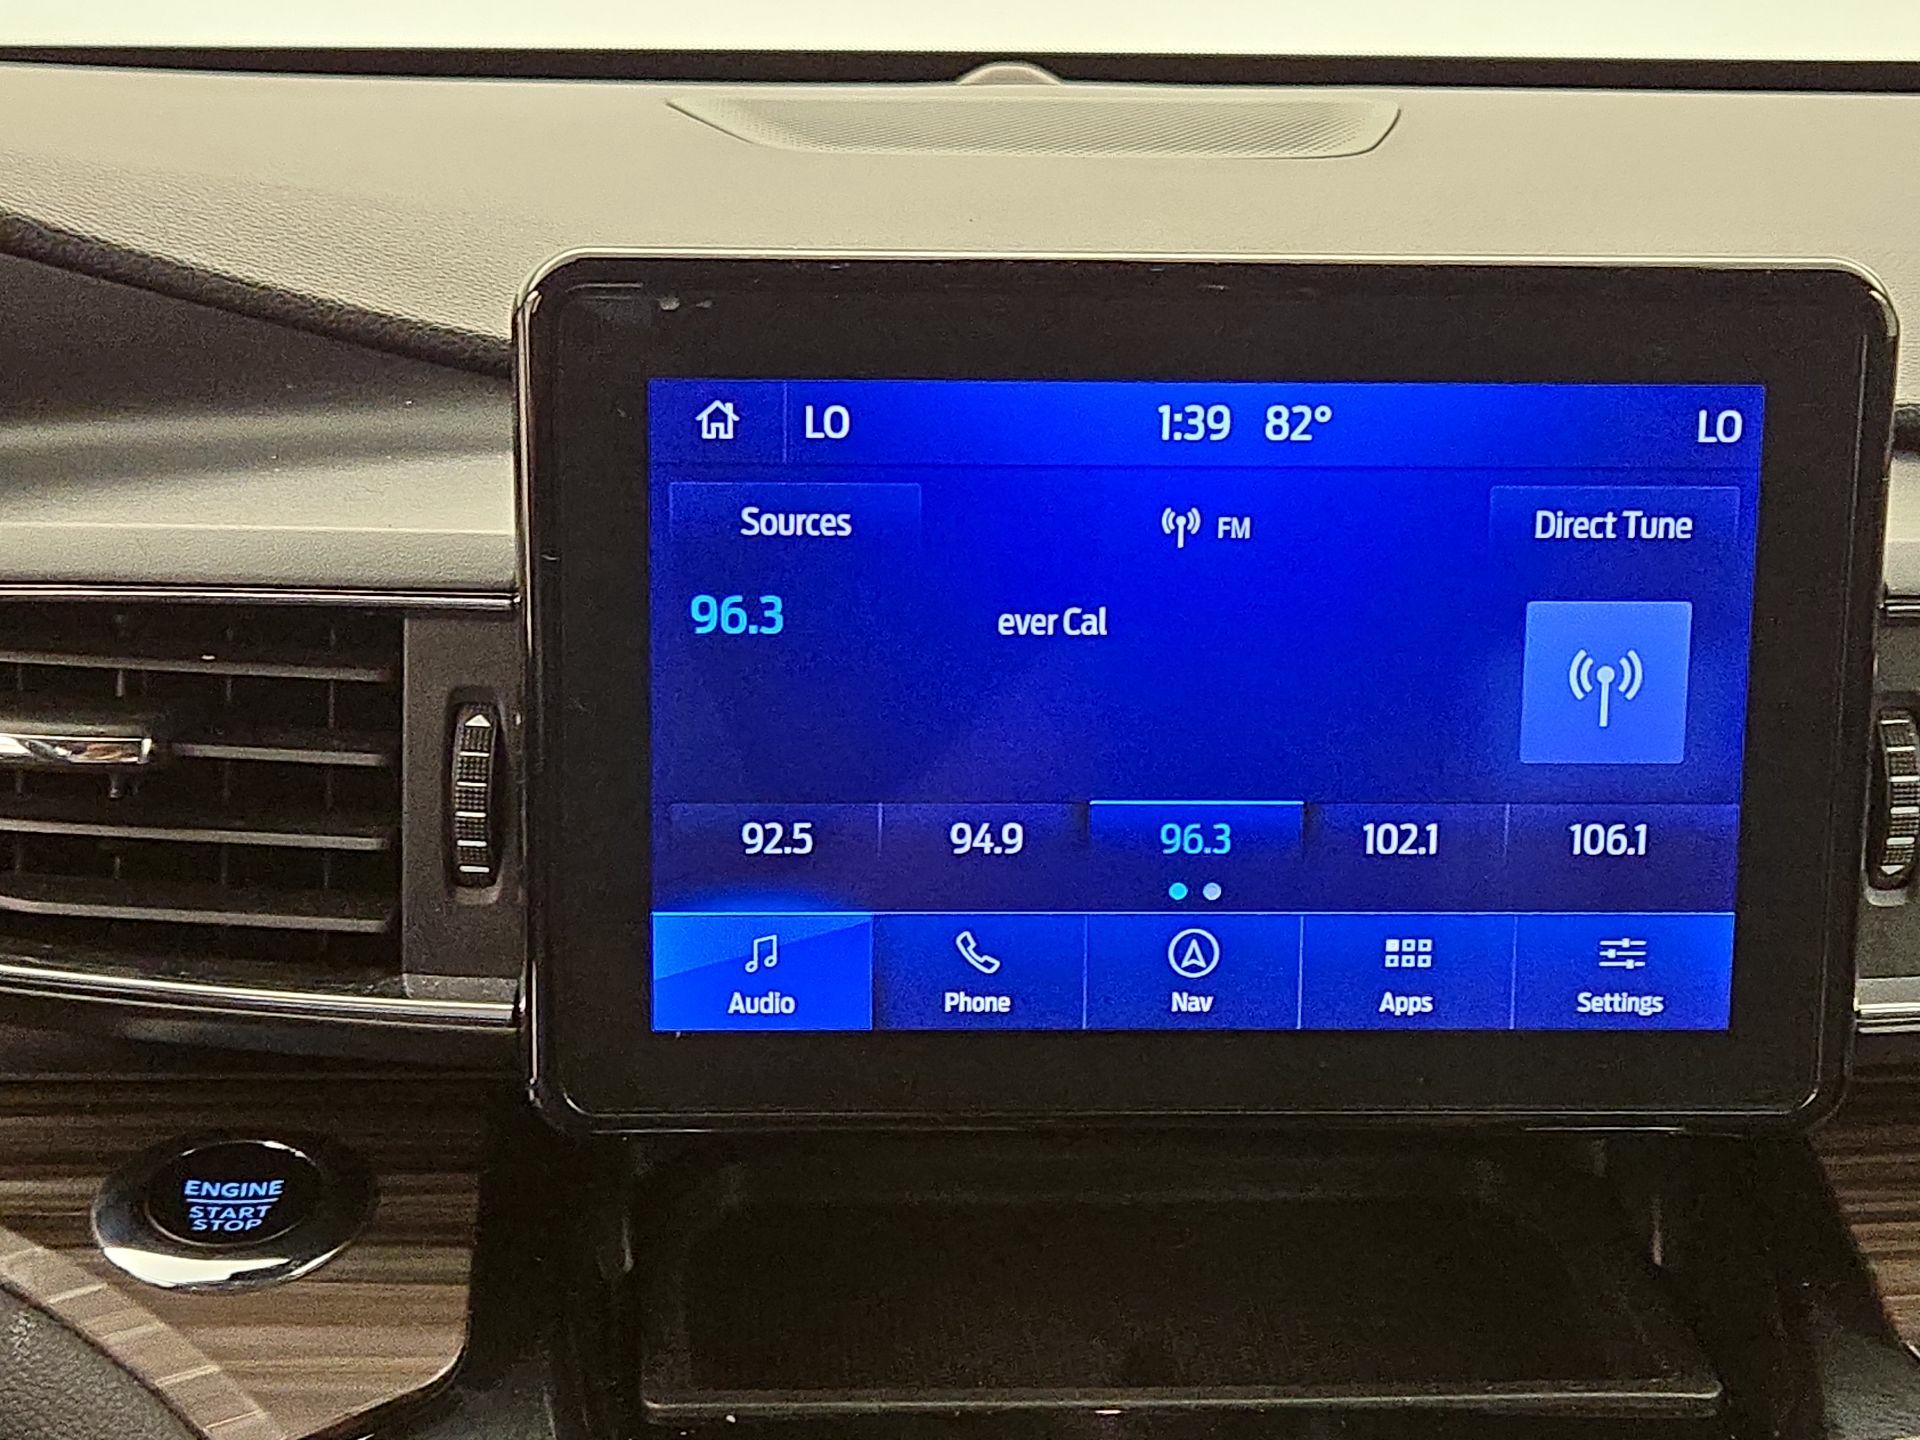 LO 1:39 82° LO
Sources FM Direct Tune
96.3 ever Cal
92.5 94.9 96.3 102.1 106.1
Audio Phone Nav Apps Settings
ENGINE
START
STOP